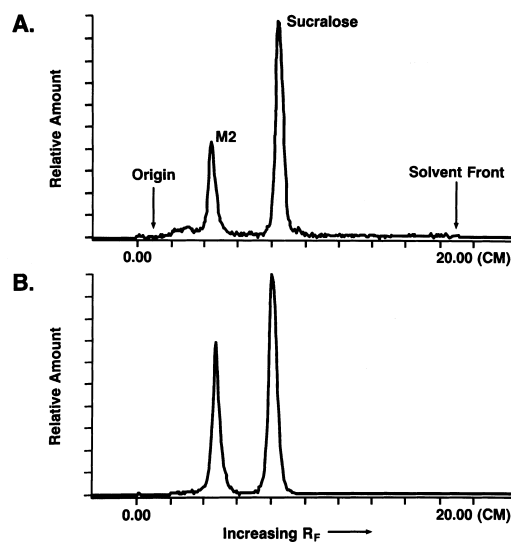 A.
Sucralose
M2
Origin
Solvent Front
Relative Amount
0.00
20.00 (CM)
B.
Relative Amount
0.00
20.00 (CM)
Increasing RF